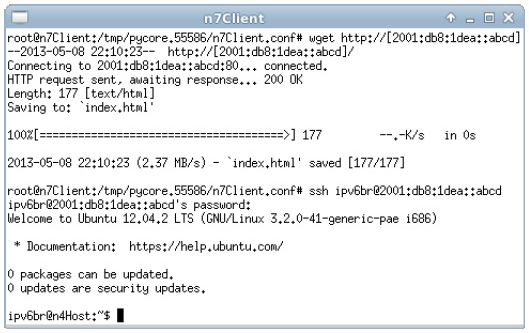 n7Client
root@n7Client:/tmp/pycore.55586/n7Client.conf# wget http://[2001:db8:1dea::abcd]
--2013-05-08 22:10:23--  http://[2001:db8:1dea::abcd]/
Connecting to 2001:db8:1dea::abcd:80... connected.
HTTP request sent, awaiting response... 200 OK
Length: 177 [text/html]
Saving to: `index.html'
100%[======================================>] 177         --.-K/s   in 0s
2013-05-08 22:10:23 (2.37 MB/s) - `index.html' saved [177/177]
root@n7Client:/tmp/pycore.55586/n7Client.conf# ssh ipv6br@2001:db8:1dea::abcd
ipv6br@2001:db8:1dea::abcd's password:
Welcome to Ubuntu 12.04.2 LTS (GNU/Linux 3.2.0-41-generic-pae i686)
 * Documentation:  https://help.ubuntu.com/
0 packages can be updated.
0 updates are security updates.
ipv6br@n4Host:~$